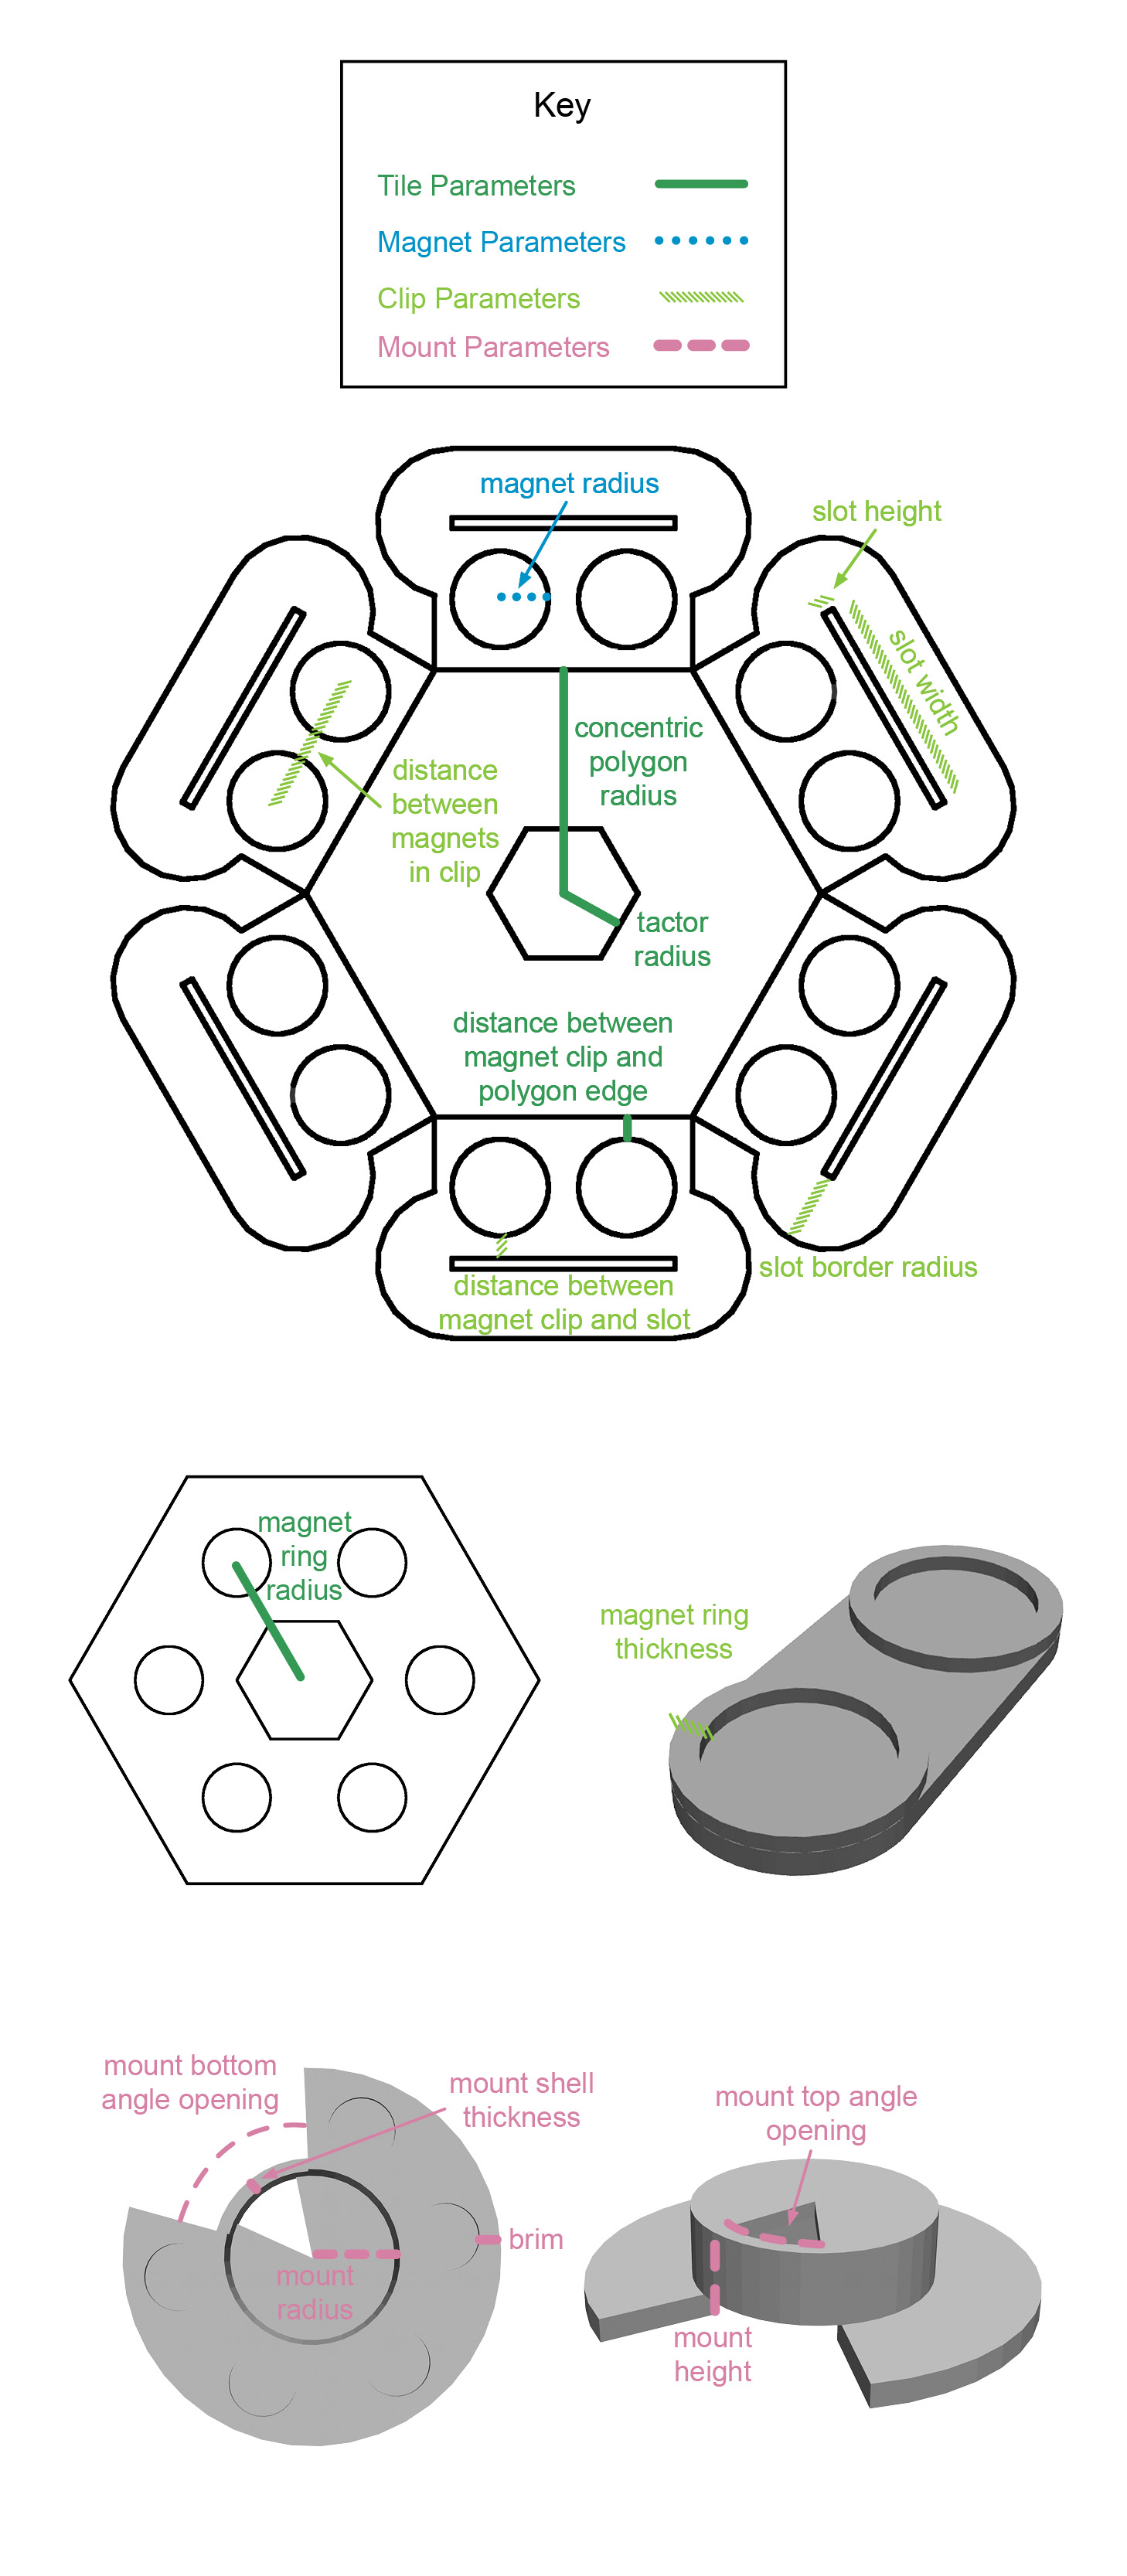 Key
Tile Parameters
Magnet Parameters
Clip Parameters
Mount Parameters
magnet radius
slot height
slot width
concentric
polygon
radius
distance
between
magnets
in clip
tactor
radius
distance between
magnet clip and
polygon edge
slot border radius
distance between
magnet clip and slot
magnet
ring
radius
magnet ring
thickness
mount bottom
angle opening
mount shell
thickness
mount top angle
opening
brim
mount
radius
mount
height